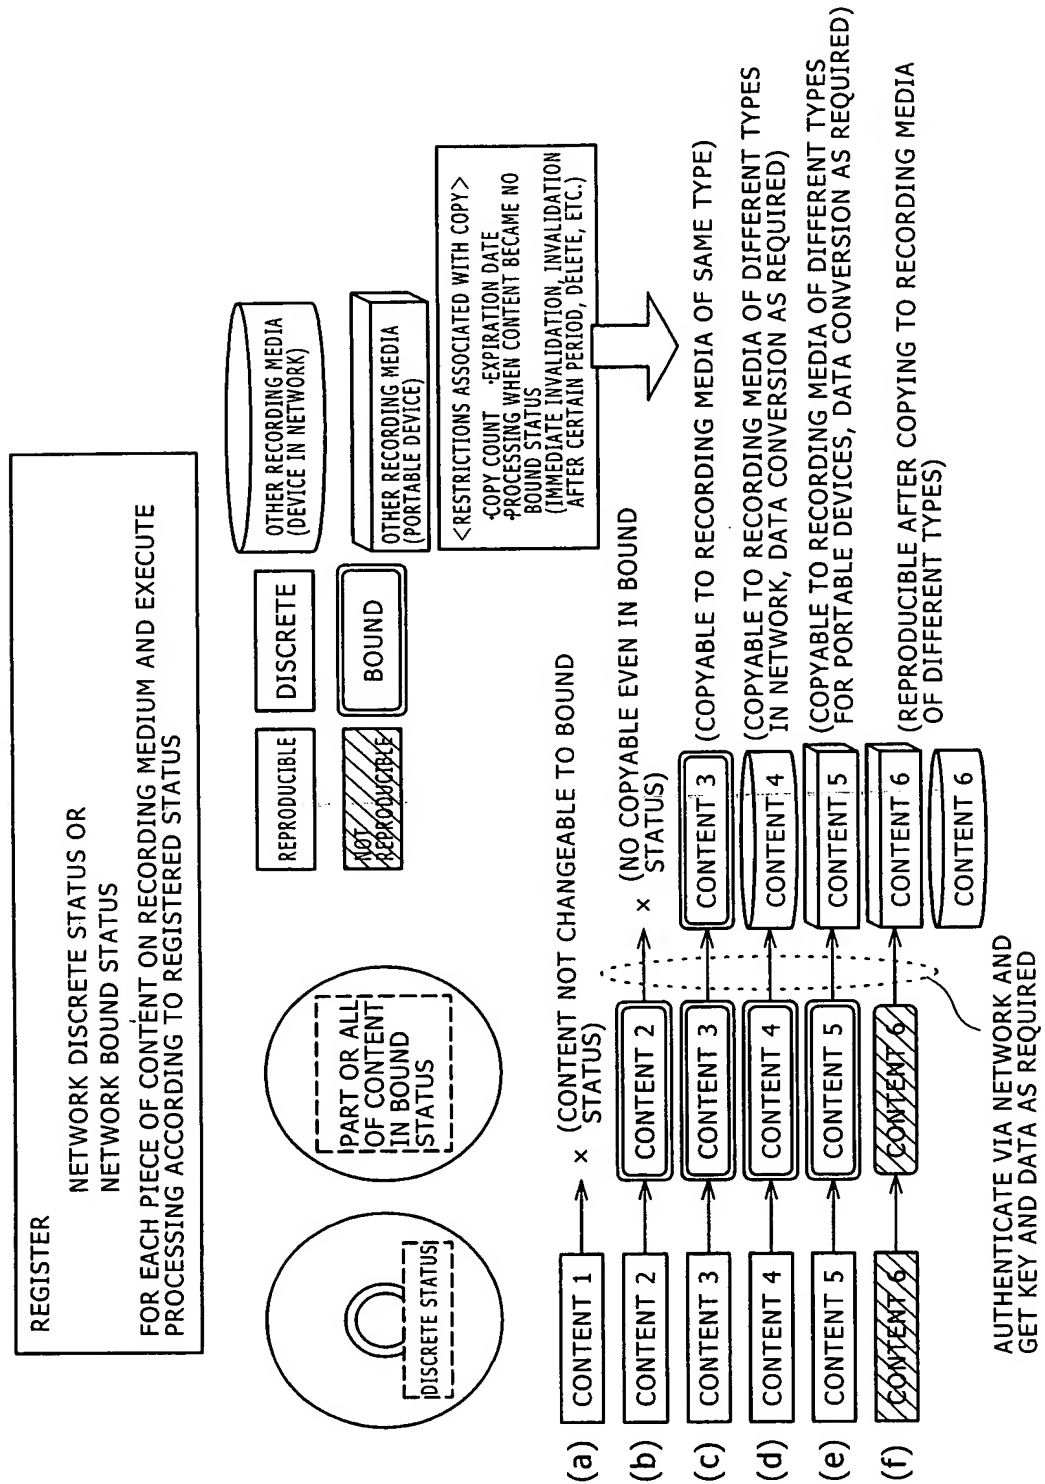 REGISTER
NETWORK DISCRETE STATUS OR
NETWORK BOUND STATUS
FOR EACH PIECE OF CONTENT ON RECORDING MEDIUM AND EXECUTE
PROCESSING ACCORDING TO REGISTERED STATUS
DISCRETE STATUS
PART OR ALL
OF CONTENT
IN BOUND
STATUS
REPRODUCIBLE
DISCRETE
OTHER RECORDING MEDIA
(DEVICE IN NETWORK)
NOT
REPRODUCIBLE
BOUND
OTHER RECORDING MEDIA
(PORTABLE DEVICE)
<RESTRICTIONS ASSOCIATED WITH COPY>
·COPY COUNT ·EXPIRATION DATE
·PROCESSING WHEN CONTENT BECAME NO
BOUND STATUS
(IMMEDIATE INVALIDATION, INVALIDATION
AFTER CERTAIN PERIOD, DELETE, ETC.)
(a) CONTENT 1 × (CONTENT NOT CHANGEABLE TO BOUND
STATUS)
(b) CONTENT 2 CONTENT 2 × (NO COPYABLE EVEN IN BOUND
STATUS)
(c) CONTENT 3 CONTENT 3 CONTENT 3 (COPYABLE TO RECORDING MEDIA OF SAME TYPE)
(d) CONTENT 4 CONTENT 4 CONTENT 4 (COPYABLE TO RECORDING MEDIA OF DIFFERENT TYPES
IN NETWORK, DATA CONVERSION AS REQUIRED)
(e) CONTENT 5 CONTENT 5 CONTENT 5 (COPYABLE TO RECORDING MEDIA OF DIFFERENT TYPES
FOR PORTABLE DEVICES, DATA CONVERSION AS REQUIRED)
(f) CONTENT 6 CONTENT 6 CONTENT 6 (REPRODUCIBLE AFTER COPYING TO RECORDING MEDIA
OF DIFFERENT TYPES)
CONTENT 6
AUTHENTICATE VIA NETWORK AND
GET KEY AND DATA AS REQUIRED